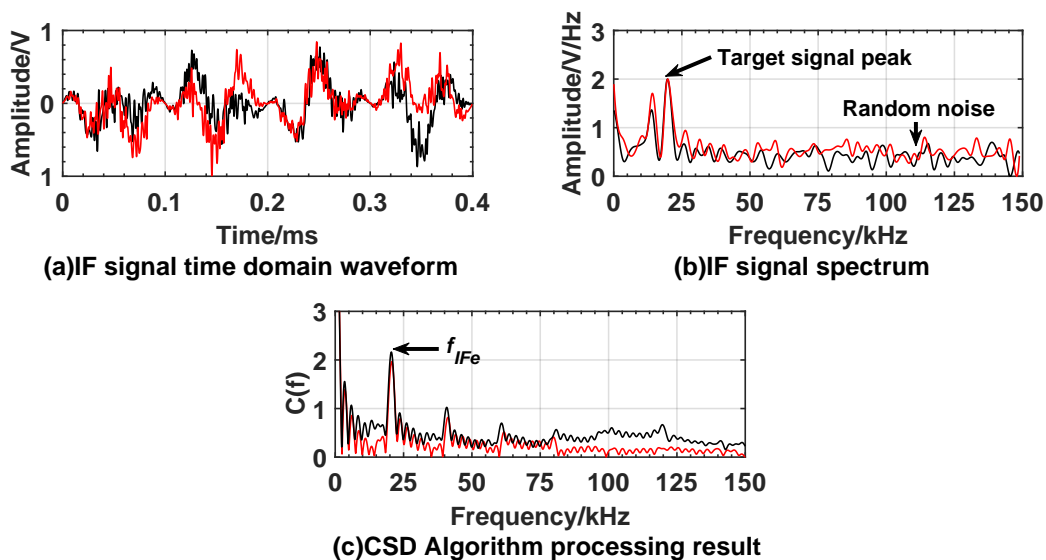 1
0
1
Amplitude/V
0 0.1 0.2 0.3 0.4
Time/ms
(a)IF signal time domain waveform
3
2
1
0
Amplitude/V/Hz
Target signal peak
Random noise
0 25 50 75 100 125 150
Frequency/kHz
(b)IF signal spectrum
3
2
1
0
C(f)
f_IFe
0 25 50 75 100 125 150
Frequency/kHz
(c)CSD Algorithm processing result